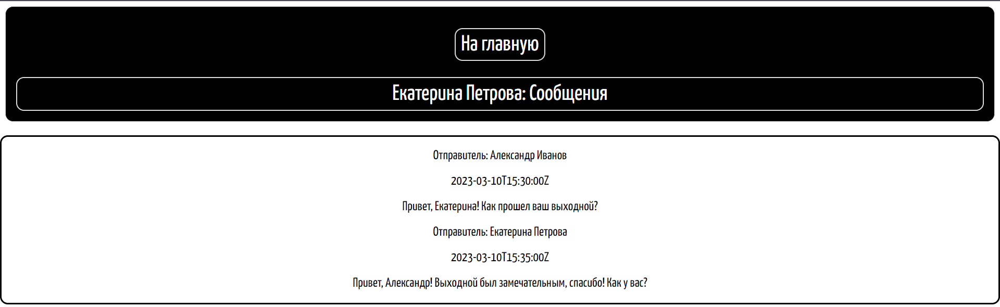 На главную
Екатерина Петрова: Сообщения
Отправитель: Александр Иванов
2023-03-10T15:30:00Z
Привет, Екатерина! Как прошел ваш выходной?
Отправитель: Екатерина Петрова
2023-03-10T15:35:00Z
Привет, Александр! Выходной был замечательным, спасибо! Как у вас?